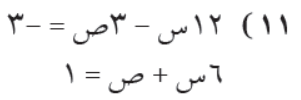 ١١) ١٢س − ٣ص = −٣
٦س + ص = ١